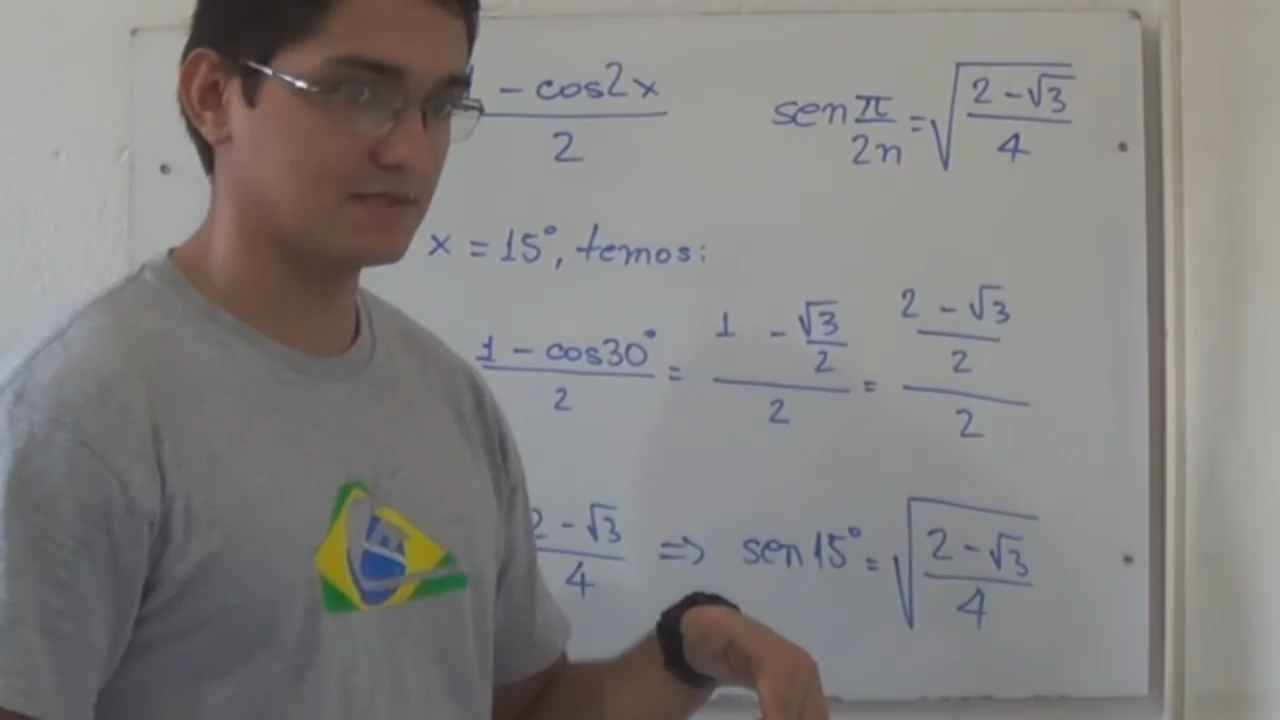 - cos2x / 2
sen π/2n = √((2 - √3)/4)
x = 15°, temos:
(1 - cos30°)/2 = (1 - √3/2)/2 = ((2 - √3)/2)/2
(2 - √3)/4 => sen 15° = √((2 - √3)/4)